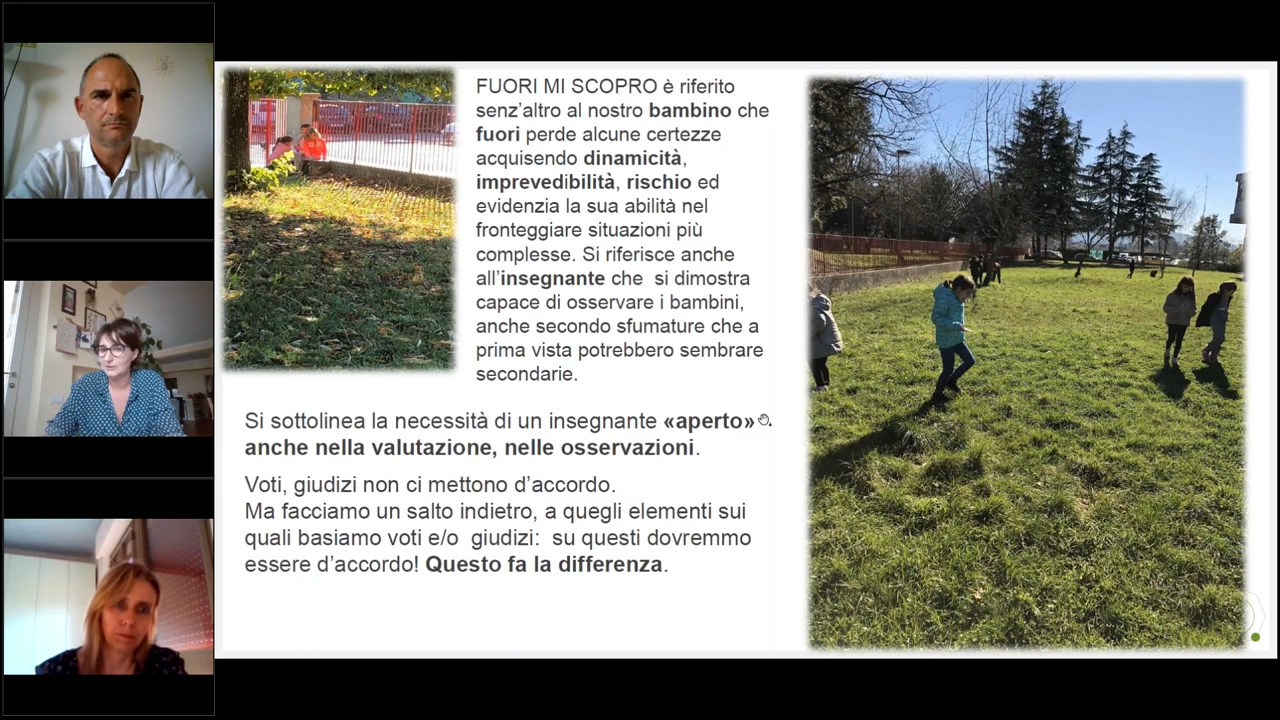 FUORI MI SCOPRO è riferito
senz'altro al nostro bambino che
fuori perde alcune certezze
acquisendo dinamicità,
imprevedibilità, rischio ed
evidenzia la sua abilità nel
fronteggiare situazioni più
complesse. Si riferisce anche
all'insegnante che si dimostra
capace di osservare i bambini,
anche secondo sfumature che a
prima vista potrebbero sembrare
secondarie.
Si sottolinea la necessità di un insegnante «aperto»
anche nella valutazione, nelle osservazioni.
Voti, giudizi non ci mettono d'accordo.
Ma facciamo un salto indietro, a quegli elementi sui
quali basiamo voti e/o giudizi: su questi dovremmo
essere d'accordo! Questo fa la differenza.